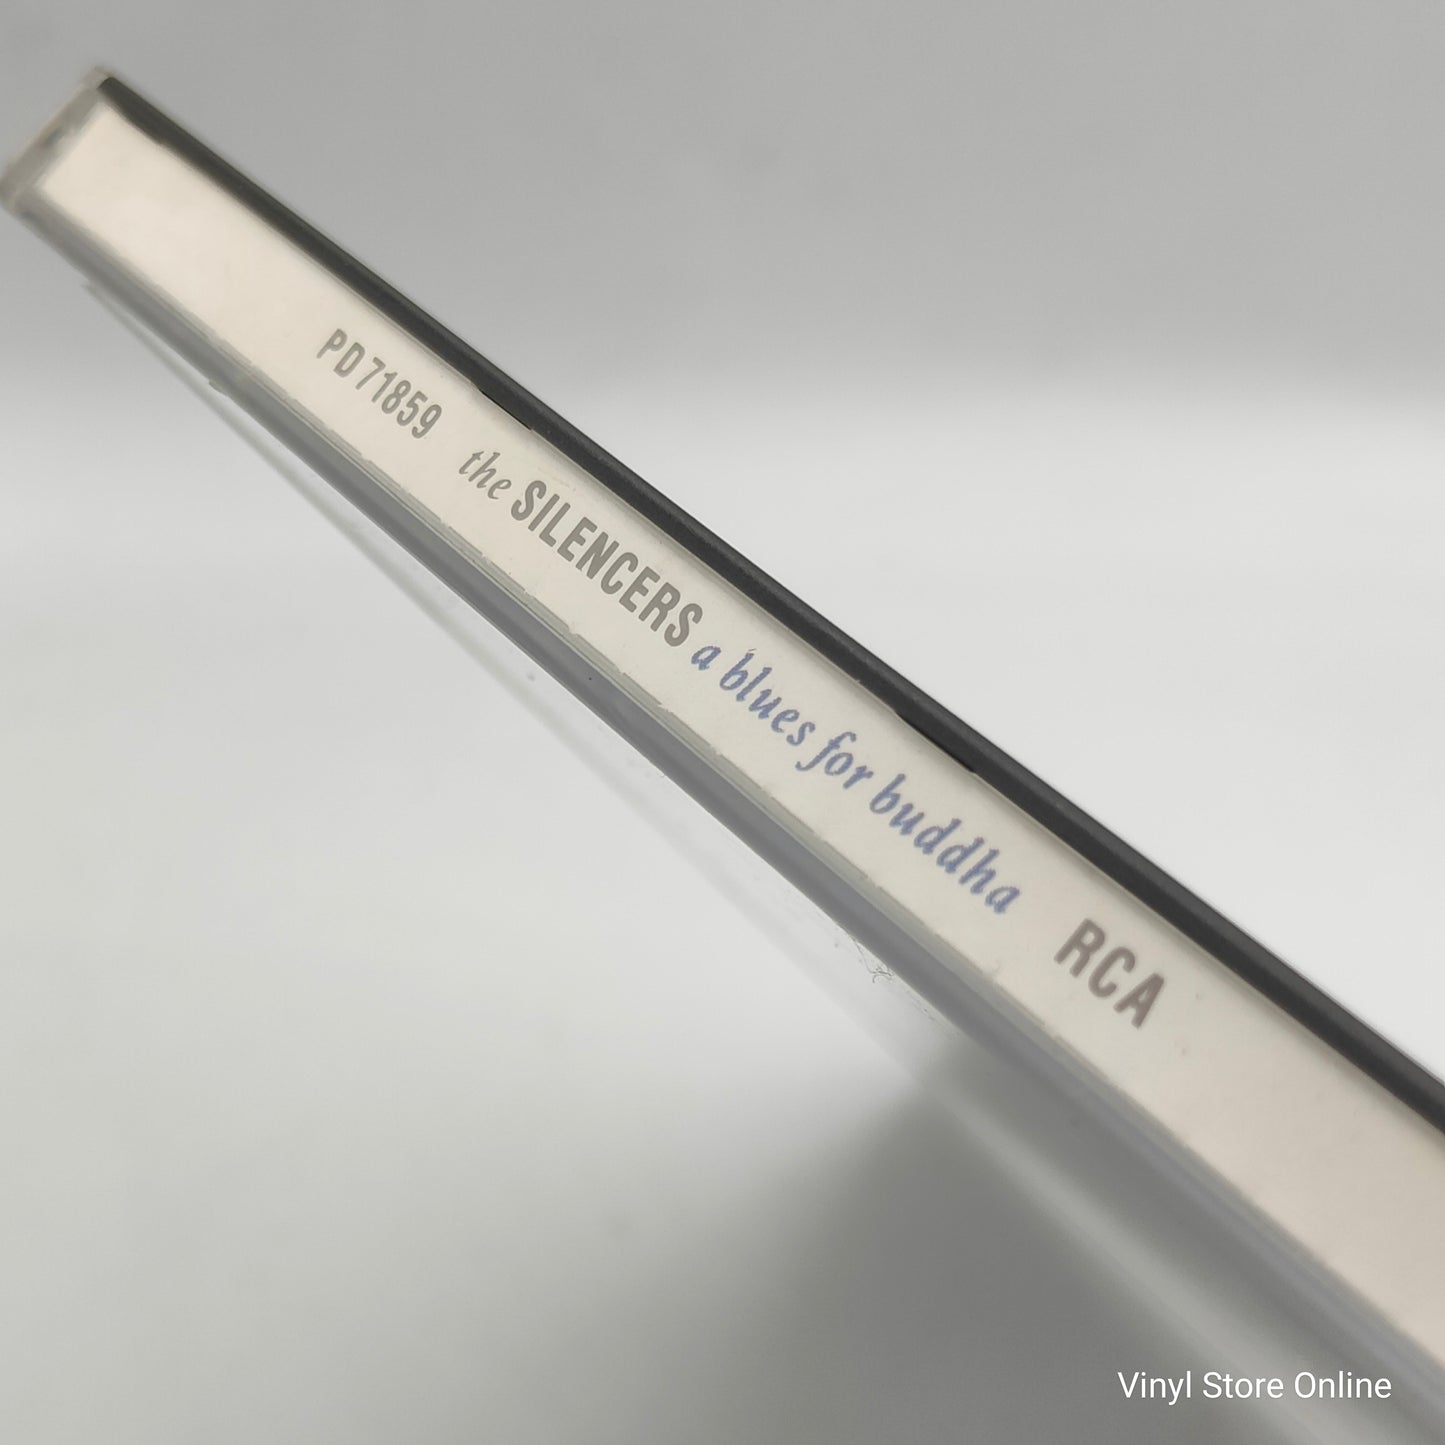 PD71859 the SILENCERS a blues for buddha RCA
Vinyl Store Online